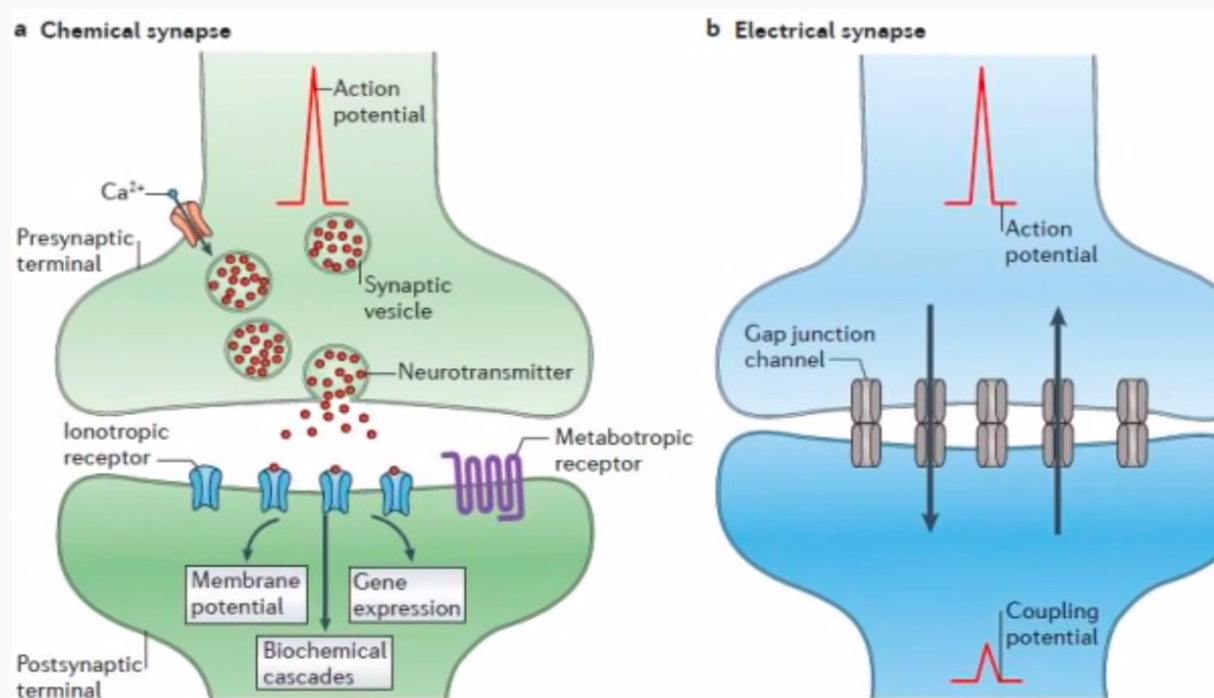 a Chemical synapse
Action
potential
Ca²⁺
Presynaptic
terminal
Synaptic
vesicle
Neurotransmitter
Ionotropic
receptor
Metabotropic
receptor
Membrane
potential
Gene
expression
Biochemical
cascades
Postsynaptic
terminal
b Electrical synapse
Action
potential
Gap junction
channel
Coupling
potential